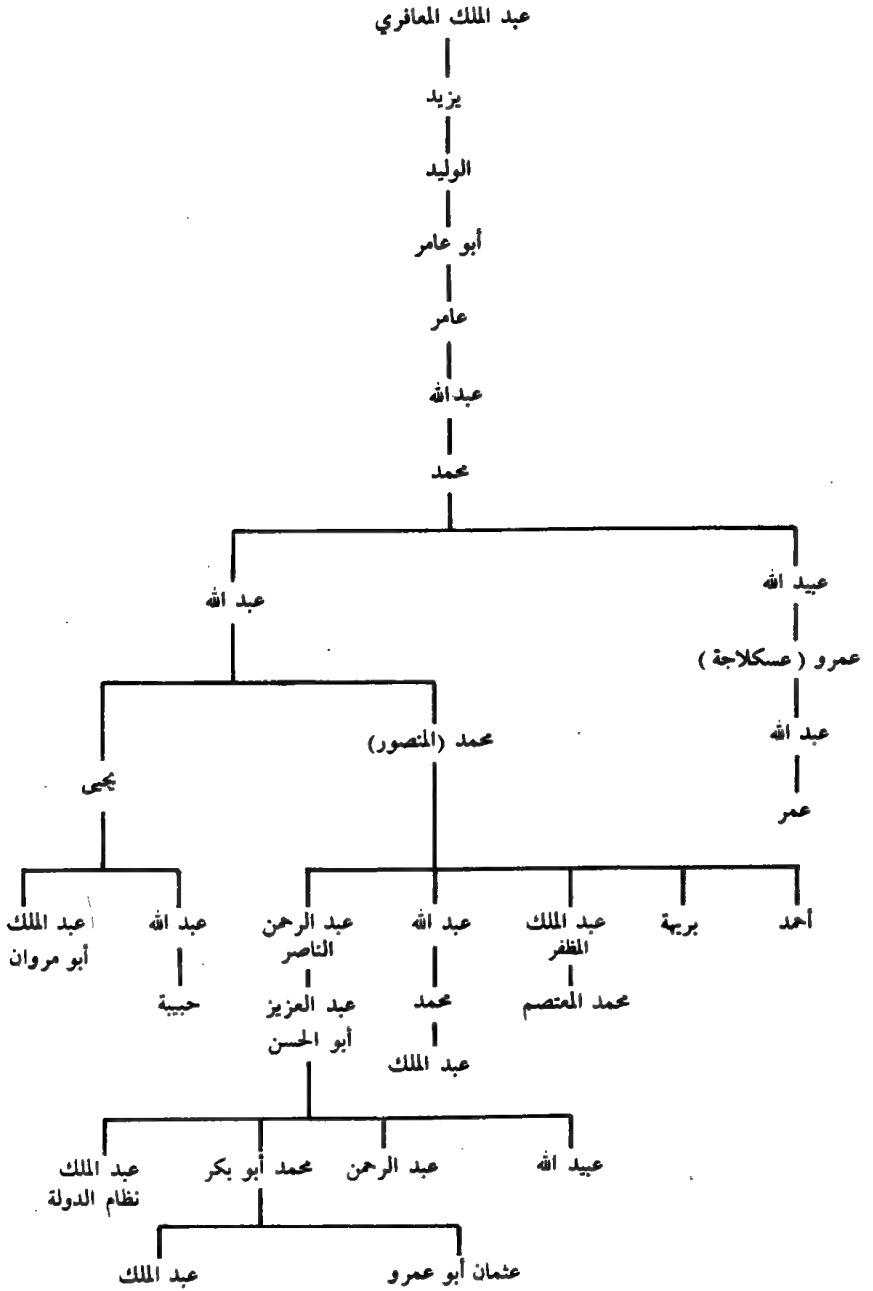 عبد الملك المعافري
يزيد
الوليد
أبو عامر
عامر
عبدالله
محمد
عبيد الله
عبد الله
عمرو (عسكلاجة)
عبد الله
محمد (المنصور)
يحيى
عمر
أحمد
بريهة
عبد الملك
المظفر
عبد الله
عبد الرحمن
الناصر
عبد الله
عبد الملك
أبو مروان
محمد المعتصم
محمد
عبد العزيز
أبو الحسن
حبيبة
عبد الملك
عبيد الله
عبد الرحمن
محمد أبو بكر
عبد الملك
نظام الدولة
عثمان أبو عمرو
عبد الملك